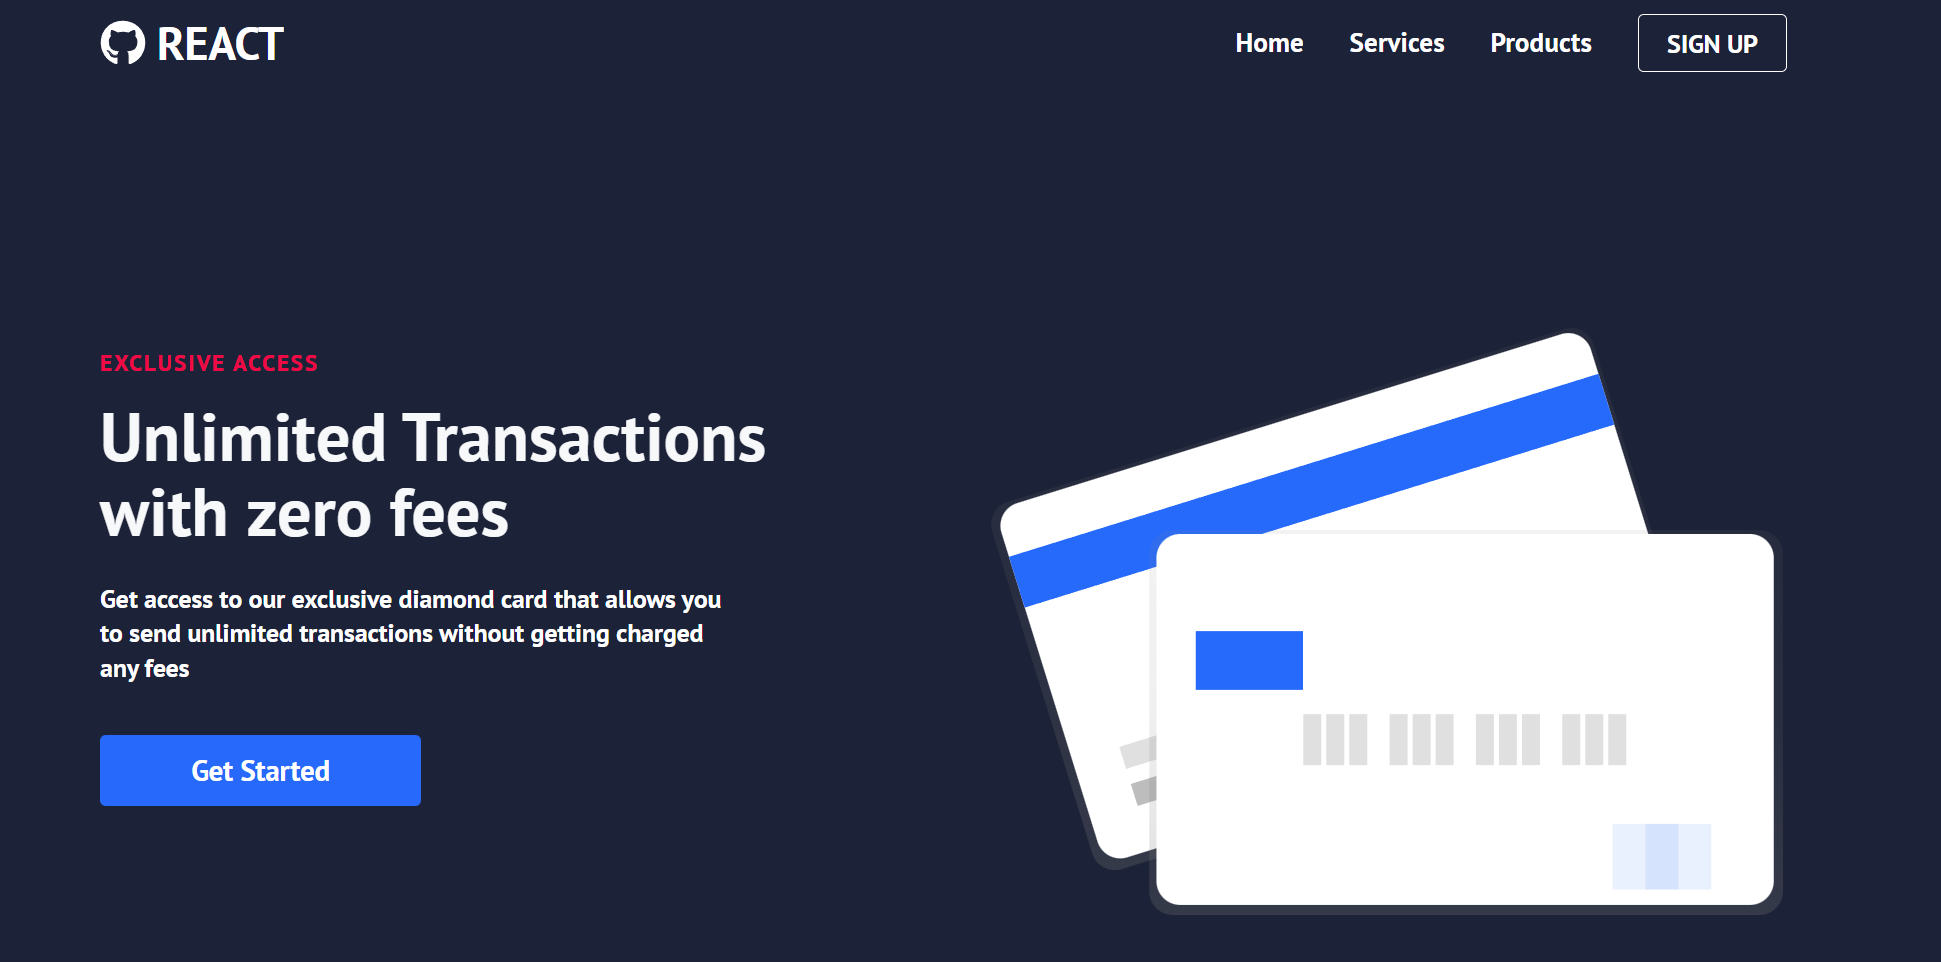 REACT
Home
Services
Products
SIGN UP
EXCLUSIVE ACCESS
Unlimited Transactions
with zero fees
Get access to our exclusive diamond card that allows you
to send unlimited transactions without getting charged
any fees
Get Started